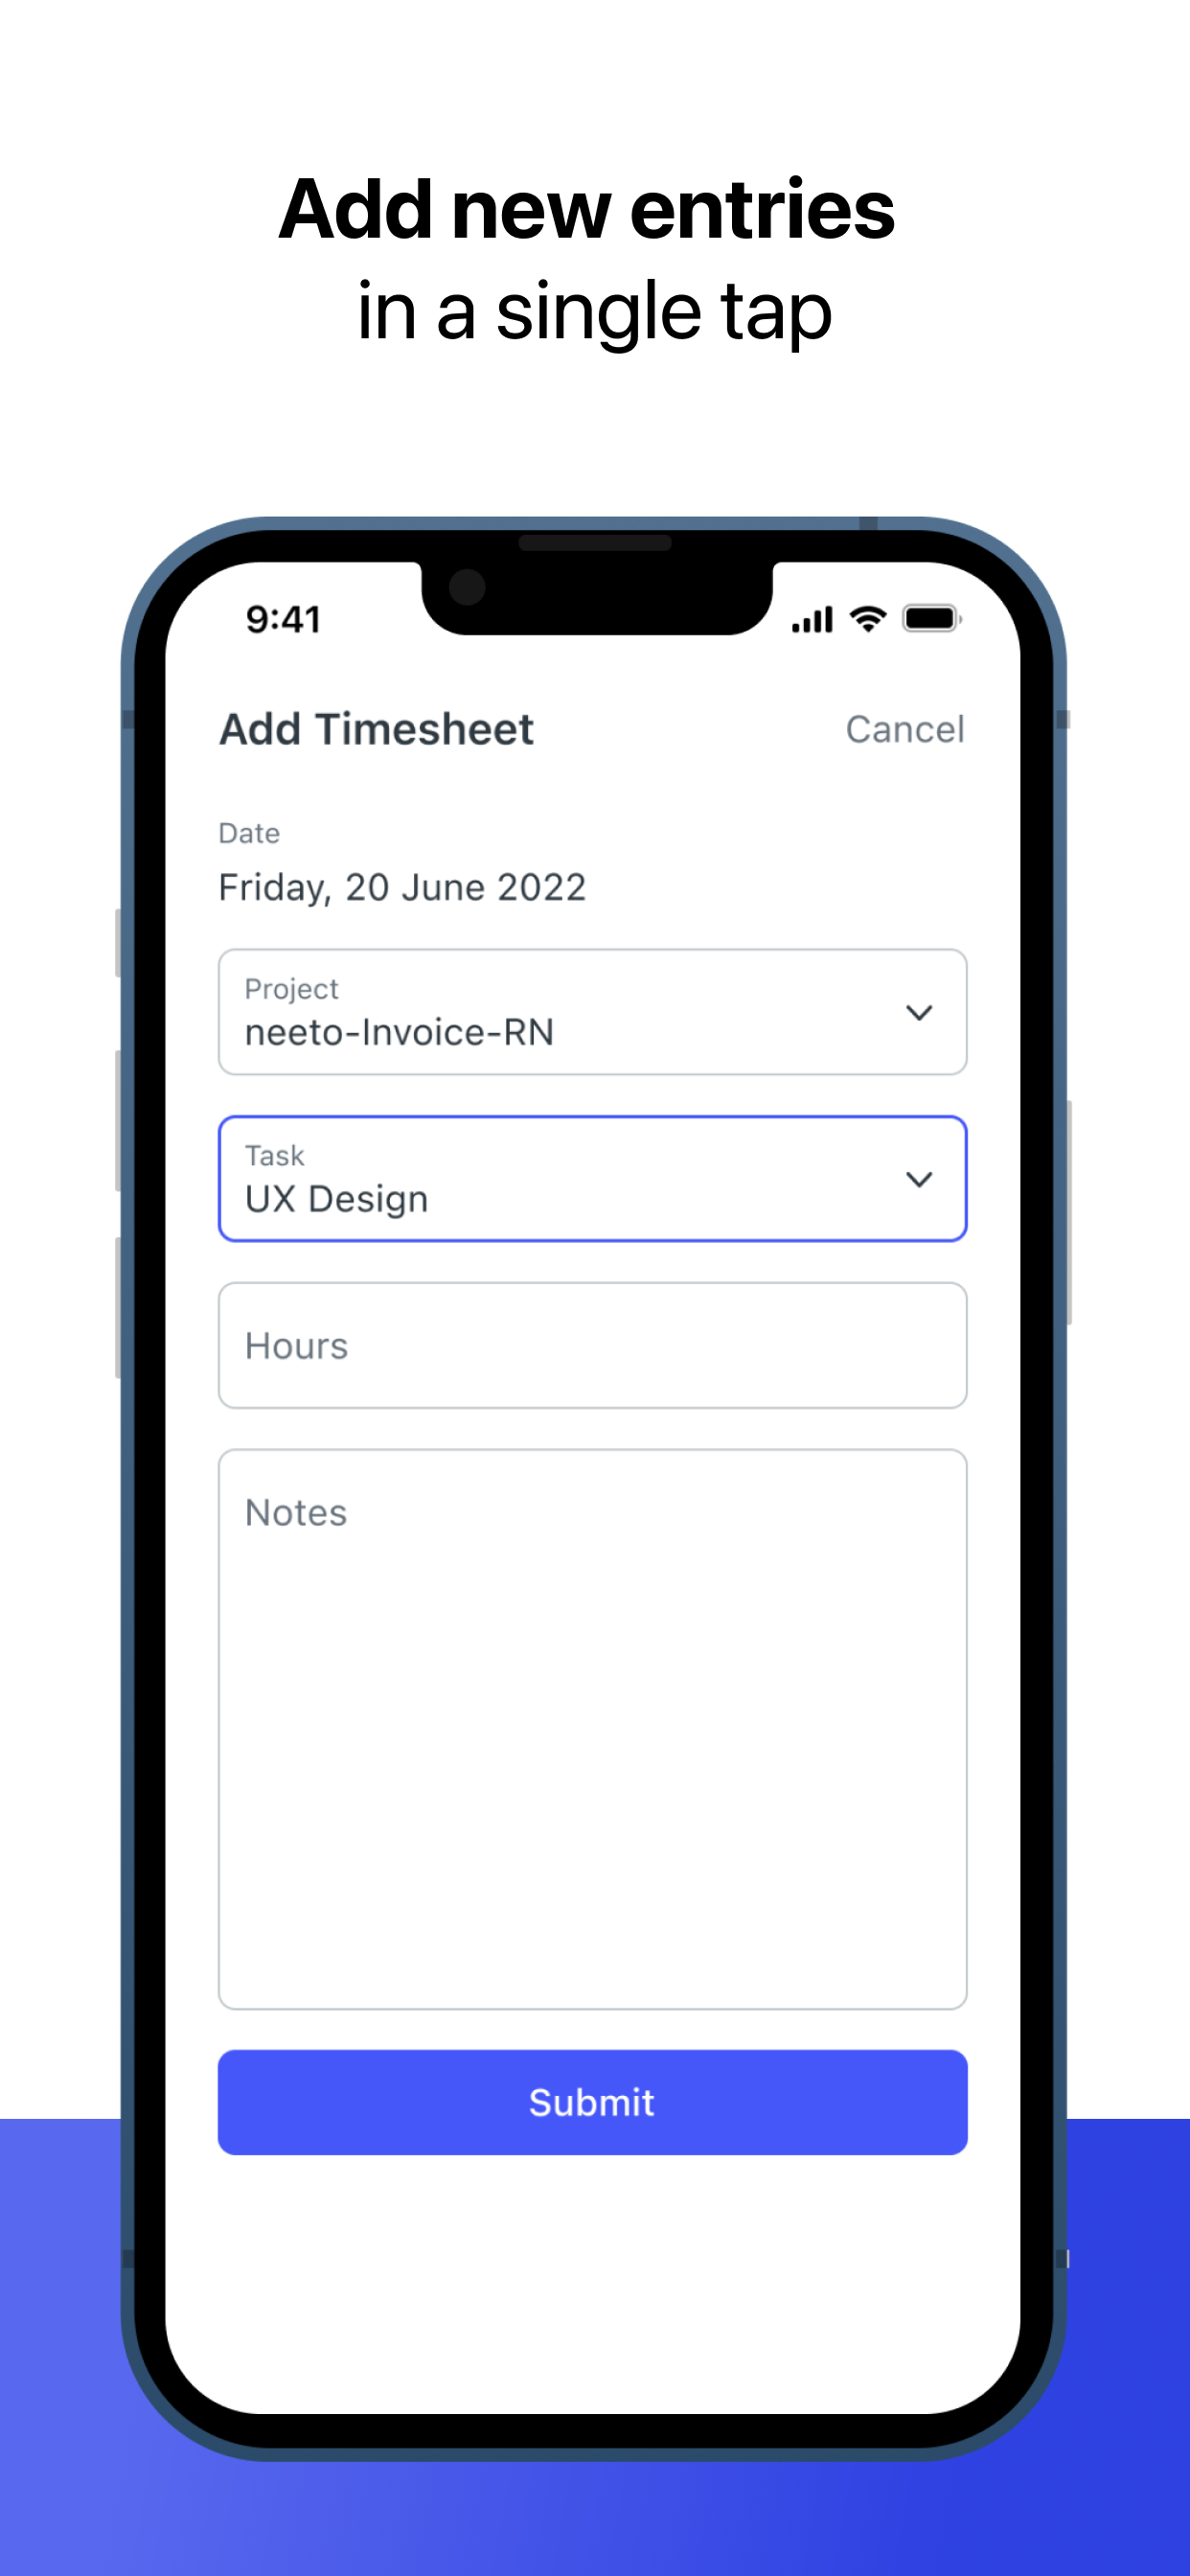 Add new entries
in a single tap
9:41
Add Timesheet
Cancel
Date
Friday, 20 June 2022
Project
neeto-Invoice-RN
Task
UX Design
Hours
Notes
Submit